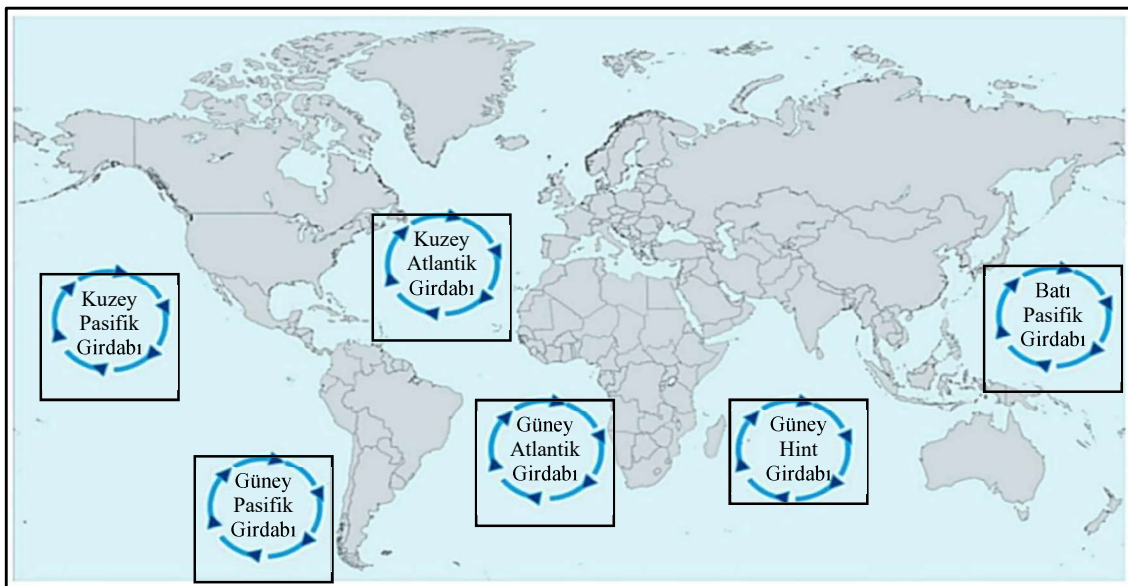 Kuzey
Atlantik
Girdabı
Kuzey
Pasifik
Girdabı
Batı
Pasifik
Girdabı
Güney
Atlantik
Girdabı
Güney
Hint
Girdabı
Güney
Pasifik
Girdabı